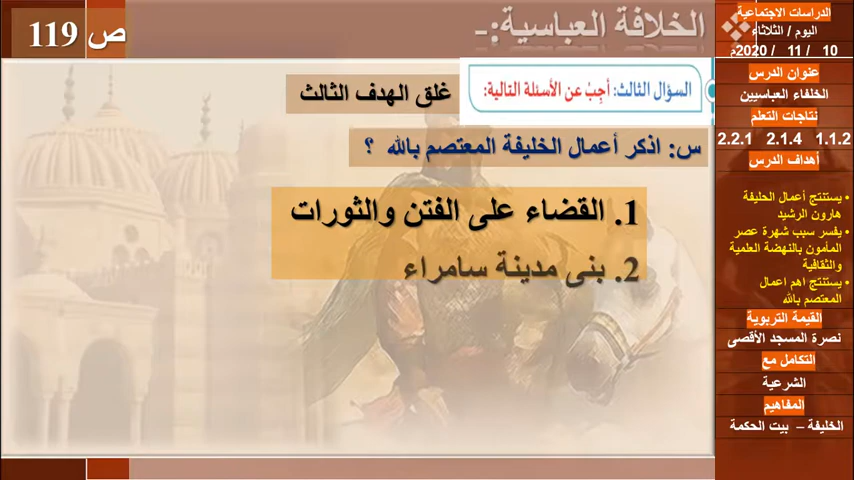 الدراسات الاجتماعية
اليوم / الثلاثاء
10 / 11 / 2020م
عنوان الدرس
الخلفاء العباسيين
نتاجات التعلم
1.1.2 2.1.4 2.2.1
أهداف الدرس
• يستنتج أعمال الخليفة
هارون الرشيد
• يفسر سبب شهرة عصر
المأمون بالنهضة العلمية
والثقافية
• يستنتج اهم اعمال
المعتصم بالله
القيمة التربوية
نصرة المسجد الأقصى
التكامل مع
الشرعية
المفاهيم
الخليفة – بيت الحكمة
الخلافة العباسية:-
ص 119
السؤال الثالث: أجِبُ عن الأسئلة التالية:
غلق الهدف الثالث
س: اذكر أعمال الخليفة المعتصم بالله ؟
1. القضاء على الفتن والثورات
2. بنى مدينة سامراء